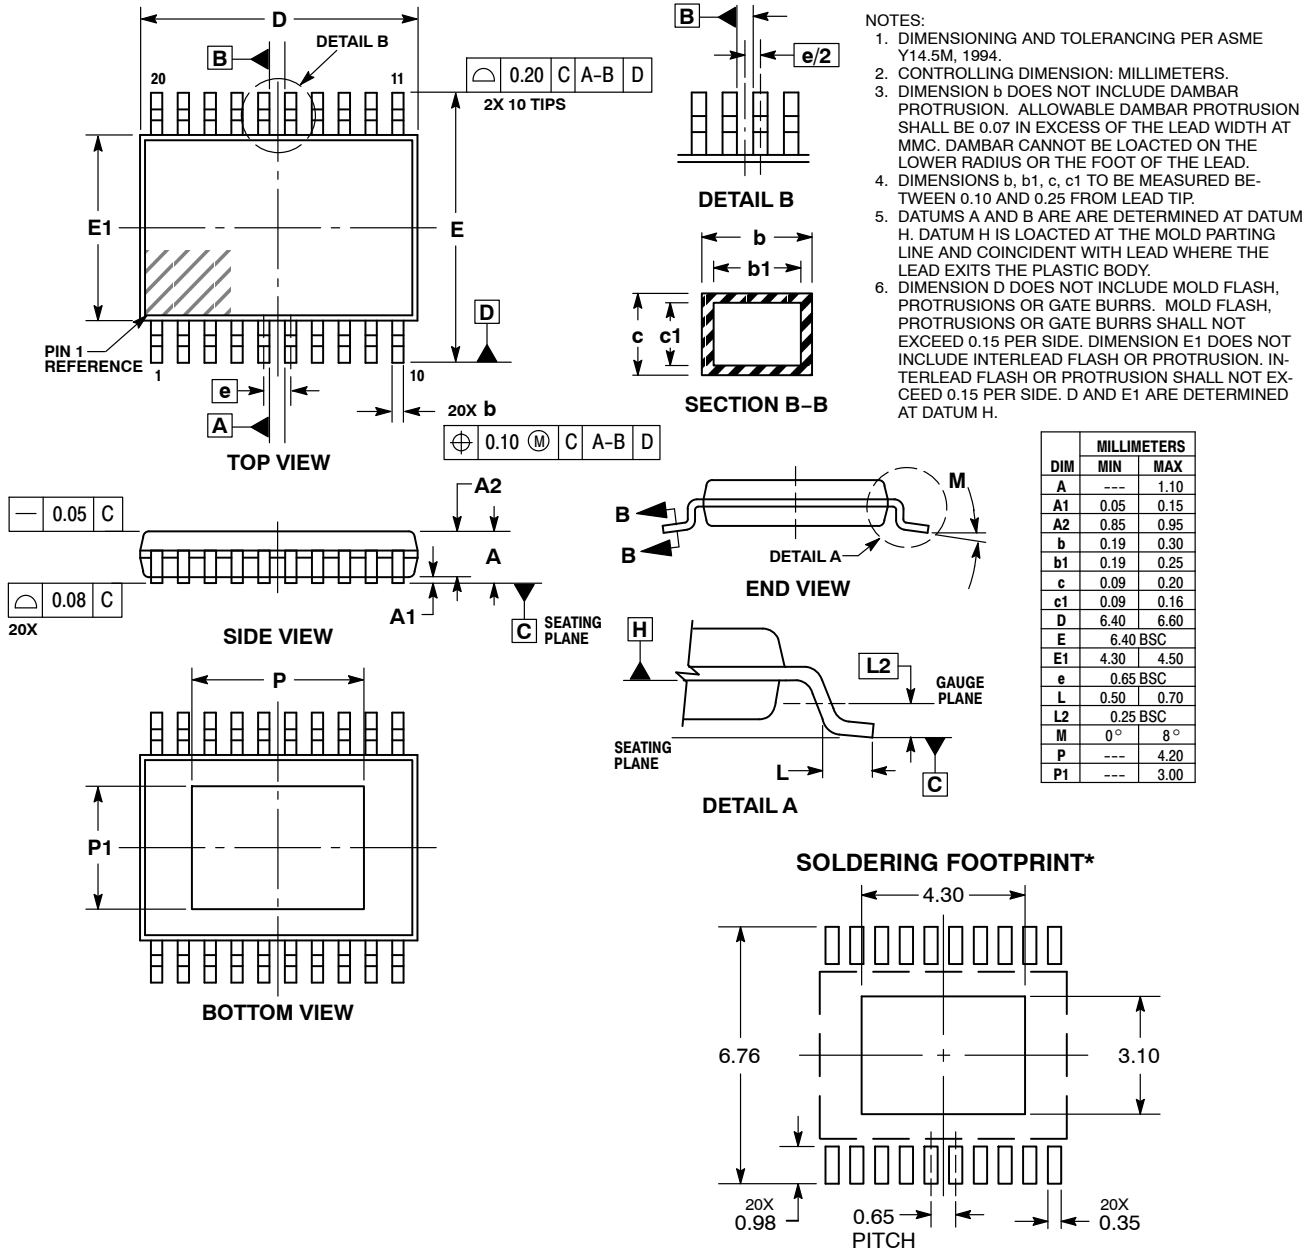 D
B
DETAIL B
20
11
0.20 C A–B D
2X 10 TIPS
E1
E
D
PIN 1
REFERENCE
1
10
e
20X b
A
0.10 Ⓜ C A–B D
TOP VIEW
B
e/2
DETAIL B
b
b1
c
c1
SECTION B–B
NOTES:
1. DIMENSIONING AND TOLERANCING PER ASME
Y14.5M, 1994.
2. CONTROLLING DIMENSION: MILLIMETERS.
3. DIMENSION b DOES NOT INCLUDE DAMBAR
PROTRUSION. ALLOWABLE DAMBAR PROTRUSION
SHALL BE 0.07 IN EXCESS OF THE LEAD WIDTH AT
MMC. DAMBAR CANNOT BE LOACTED ON THE
LOWER RADIUS OR THE FOOT OF THE LEAD.
4. DIMENSIONS b, b1, c, c1 TO BE MEASURED BE-
TWEEN 0.10 AND 0.25 FROM LEAD TIP.
5. DATUMS A AND B ARE ARE DETERMINED AT DATUM
H. DATUM H IS LOACTED AT THE MOLD PARTING
LINE AND COINCIDENT WITH LEAD WHERE THE
LEAD EXITS THE PLASTIC BODY.
6. DIMENSION D DOES NOT INCLUDE MOLD FLASH,
PROTRUSIONS OR GATE BURRS. MOLD FLASH,
PROTRUSIONS OR GATE BURRS SHALL NOT
EXCEED 0.15 PER SIDE. DIMENSION E1 DOES NOT
INCLUDE INTERLEAD FLASH OR PROTRUSION. IN-
TERLEAD FLASH OR PROTRUSION SHALL NOT EX-
CEED 0.15 PER SIDE. D AND E1 ARE DETERMINED
AT DATUM H.
MILLIMETERS
DIM MIN MAX
A --- 1.10
A1 0.05 0.15
A2 0.85 0.95
b 0.19 0.30
b1 0.19 0.25
c 0.09 0.20
c1 0.09 0.16
D 6.40 6.60
E 6.40 BSC
E1 4.30 4.50
e 0.65 BSC
L 0.50 0.70
L2 0.25 BSC
M 0° 8°
P --- 4.20
P1 --- 3.00
0.05 C
A2
A
0.08 C
20X
A1
C SEATING
PLANE
SIDE VIEW
B
B
M
DETAIL A
END VIEW
H
L2
GAUGE
PLANE
SEATING
PLANE
L
C
DETAIL A
P
P1
BOTTOM VIEW
SOLDERING FOOTPRINT*
4.30
6.76
3.10
20X
0.98
0.65
PITCH
20X
0.35